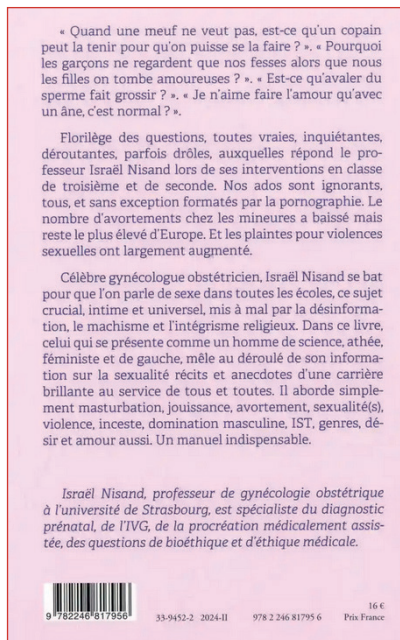 « Quand une meuf ne veut pas, est-ce qu'un copain
peut la tenir pour qu'on puisse se la faire ? ». « Pourquoi
les garçons ne regardent que nos fesses alors que nous
les filles on tombe amoureuses ? ». « Est-ce qu'avaler du
sperme fait grossir ? ». « Je n'aime faire l'amour qu'avec
un âne, c'est normal ? ».
Florilège des questions, toutes vraies, inquiétantes,
déroutantes, parfois drôles, auxquelles répond le pro-
fesseur Israël Nisand lors de ses interventions en classe
de troisième et de seconde. Nos ados sont ignorants,
tous, et sans exception formatés par la pornographie. Le
nombre d'avortements chez les mineures a baissé mais
reste le plus élevé d'Europe. Et les plaintes pour violences
sexuelles ont largement augmenté.
Célèbre gynécologue obstétricien, Israël Nisand se bat
pour que l'on parle de sexe dans toutes les écoles, ce sujet
crucial, intime et universel, mis à mal par la désinforma-
tion, le machisme et l'intégrisme religieux. Dans ce livre,
celui qui se présente comme un homme de science, athée,
féministe et de gauche, mêle au déroulé de son informa-
tion sur la sexualité récits et anecdotes d'une carrière
brillante au service de tous et toutes. Il aborde simple-
ment masturbation, jouissance, avortement, sexualité(s),
violence, inceste, domination masculine, IST, genres, dé-
sir et amour aussi. Un manuel indispensable.
Israël Nisand, professeur de gynécologie obstétrique
à l'université de Strasbourg, est spécialiste du diagnostic
prénatal, de l'IVG, de la procréation médicalement assis-
tée, des questions de bioéthique et d'éthique médicale.
16 €
9 782246 817956 33-9452-2 2024-II 978 2 246 81795 6 Prix France